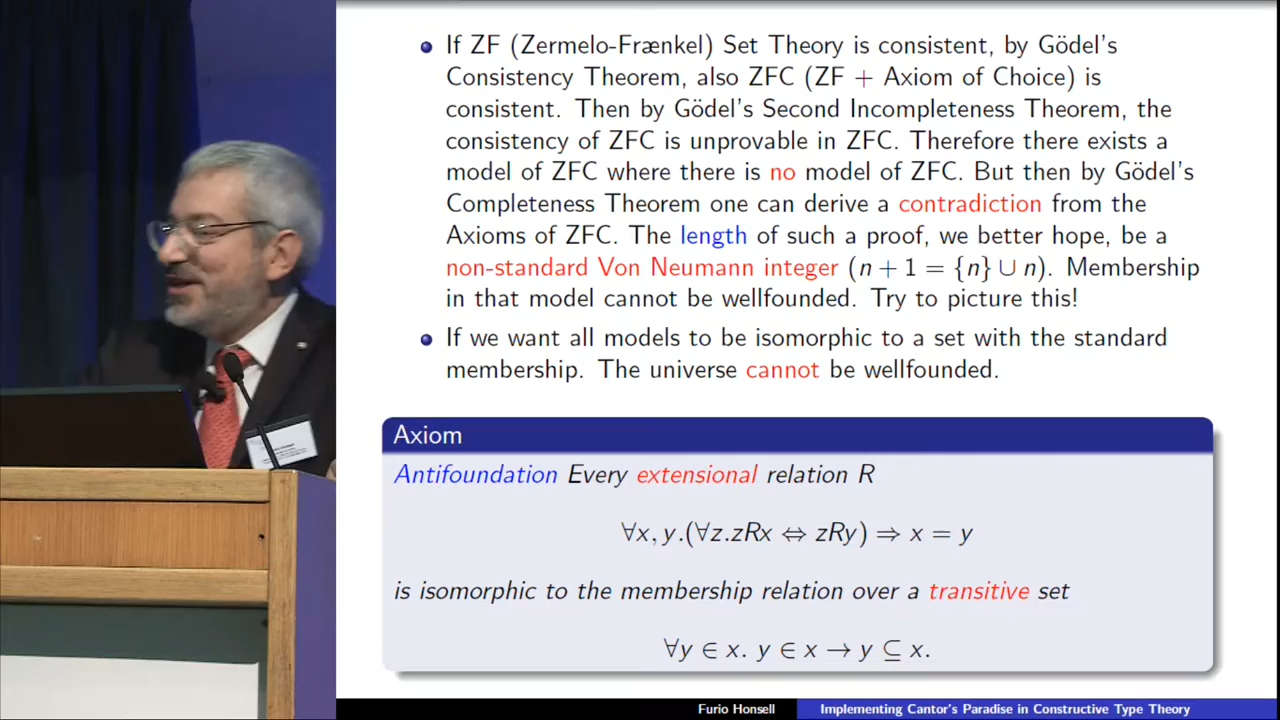 If ZF (Zermelo-Frænkel) Set Theory is consistent, by Gödel's
Consistency Theorem, also ZFC (ZF + Axiom of Choice) is
consistent. Then by Gödel's Second Incompleteness Theorem, the
consistency of ZFC is unprovable in ZFC. Therefore there exists a
model of ZFC where there is no model of ZFC. But then by Gödel's
Completeness Theorem one can derive a contradiction from the
Axioms of ZFC. The length of such a proof, we better hope, be a
non-standard Von Neumann integer (n + 1 = {n} ∪ n). Membership
in that model cannot be wellfounded. Try to picture this!
If we want all models to be isomorphic to a set with the standard
membership. The universe cannot be wellfounded.
Axiom
Antifoundation Every extensional relation R
∀x, y.(∀z.zRx ⇔ zRy) ⇒ x = y
is isomorphic to the membership relation over a transitive set
∀y ∈ x. y ∈ x → y ⊆ x.
Furio Honsell Implementing Cantor's Paradise in Constructive Type Theory